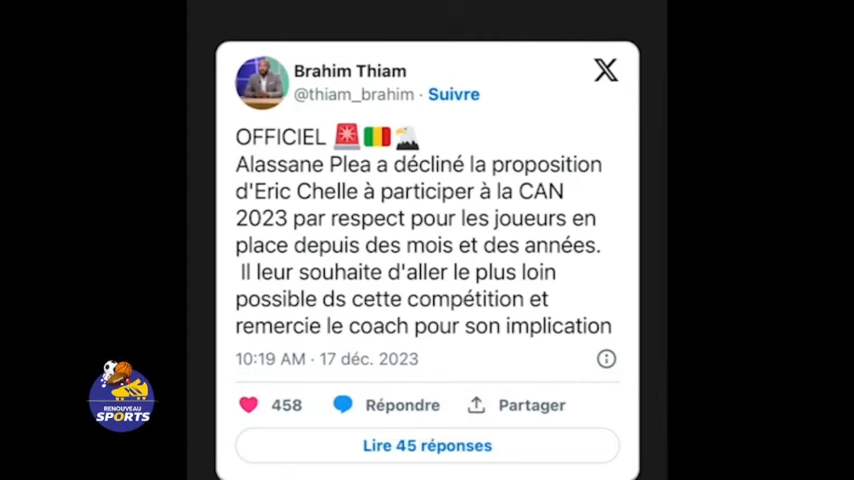 Brahim Thiam
@thiam_brahim · Suivre
OFFICIEL 🚨🇲🇱🦅
Alassane Plea a décliné la proposition
d'Eric Chelle à participer à la CAN
2023 par respect pour les joueurs en
place depuis des mois et des années.
Il leur souhaite d'aller le plus loin
possible ds cette compétition et
remercie le coach pour son implication
10:19 AM · 17 déc. 2023
458 Répondre Partager
Lire 45 réponses
RENOUVEAU
SPORTS